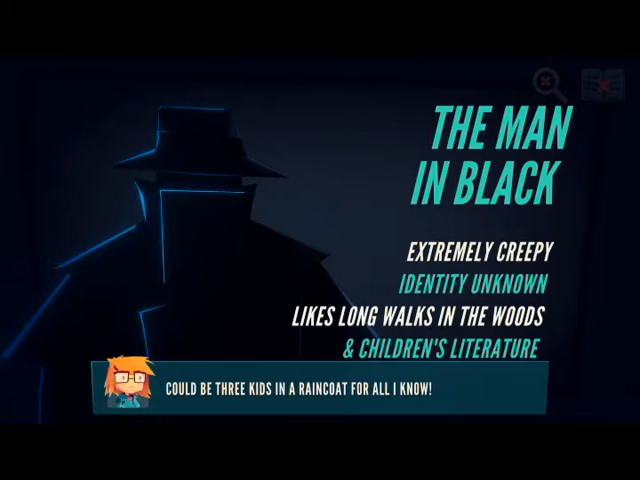 THE MAN
IN BLACK
EXTREMELY CREEPY
IDENTITY UNKNOWN
LIKES LONG WALKS IN THE WOODS
& CHILDREN'S LITERATURE
COULD BE THREE KIDS IN A RAINCOAT FOR ALL I KNOW!